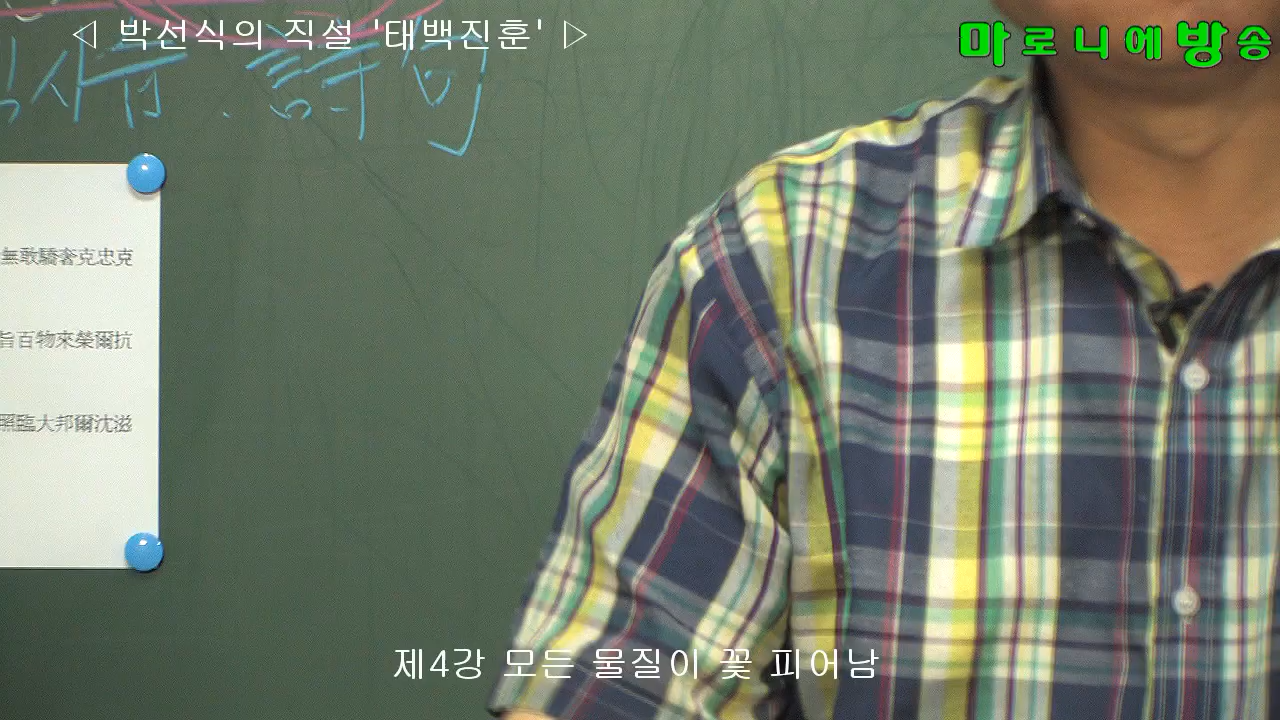 ◁ 박선식의 직설 '태백진훈' ▷
마로니에방송
詩句
無敢驕奢克忠克
旨百物來榮爾抗
照臨大邦爾沈滋
제4강 모든 물질이 꽃 피어남